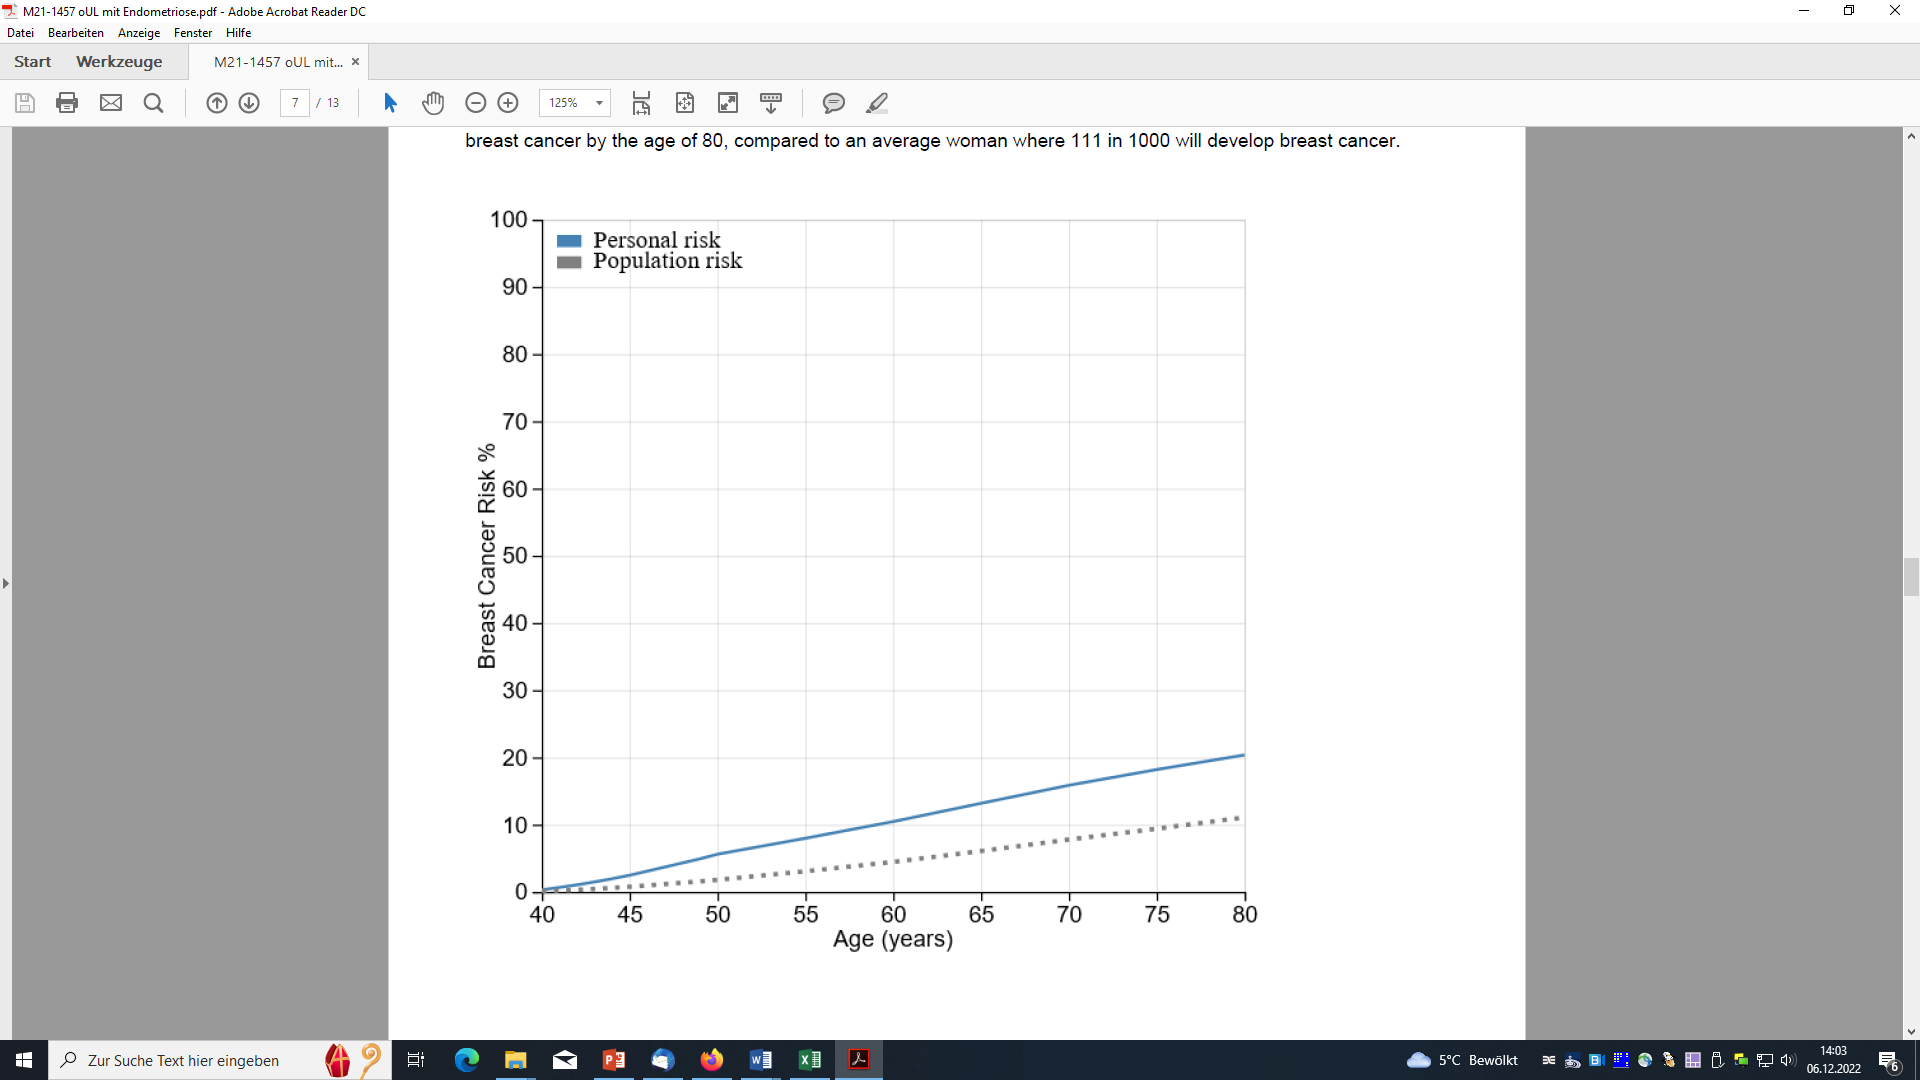 M21-1457 oUL mit Endometriose.pdf - Adobe Acrobat Reader DC
Datei Bearbeiten Anzeige Fenster Hilfe
Start Werkzeuge M21-1457 oUL mit... ×
7 / 13 125%
breast cancer by the age of 80, compared to an average woman where 111 in 1000 will develop breast cancer.
Personal risk
Population risk
100
90
80
70
60
50
40
30
20
10
0
Breast Cancer Risk %
40 45 50 55 60 65 70 75 80
Age (years)
Zur Suche Text hier eingeben
5°C Bewölkt
14:03
06.12.2022
6